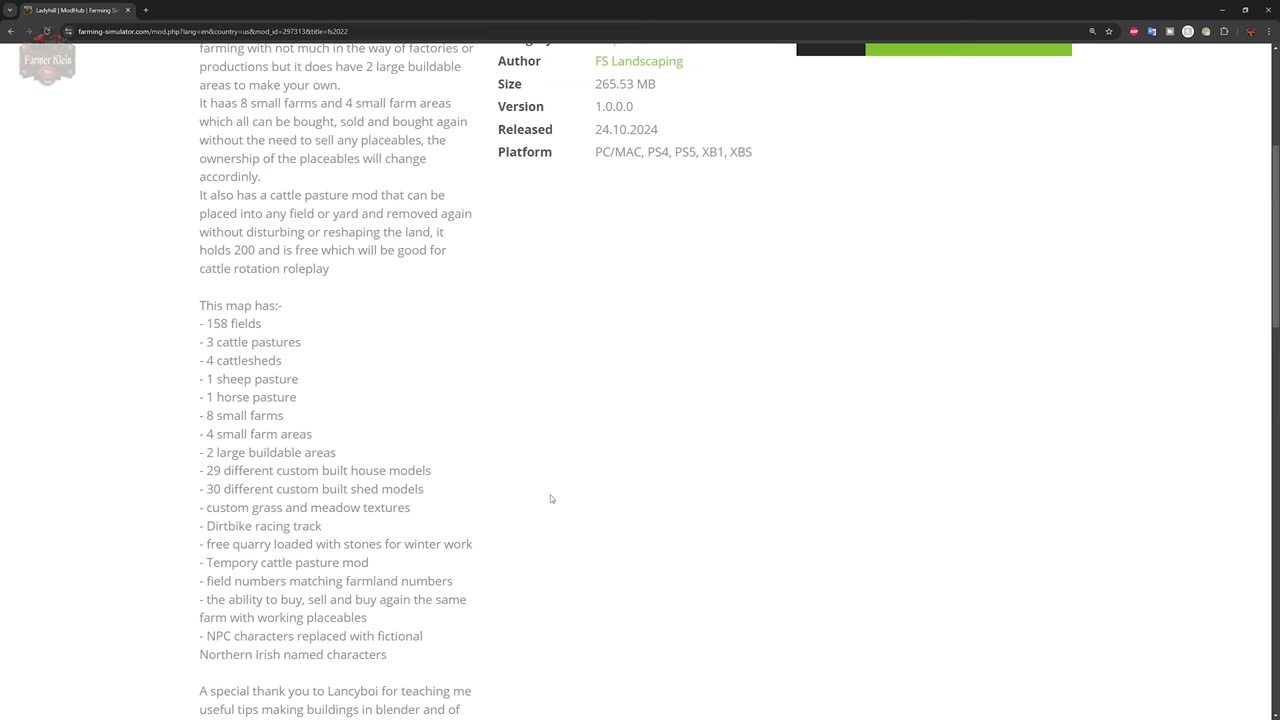 Ladyhill | ModHub | Farming Si
farming-simulator.com/mod.php?lang=en&country=us&mod_id=297313&title=fs2022
Farmer Klein
farming with not much in the way of factories or
productions but it does have 2 large buildable
areas to make your own.
It haas 8 small farms and 4 small farm areas
which all can be bought, sold and bought again
without the need to sell any placeables, the
ownership of the placeables will change
accordinly.
It also has a cattle pasture mod that can be
placed into any field or yard and removed again
without disturbing or reshaping the land, it
holds 200 and is free which will be good for
cattle rotation roleplay
This map has:-
- 158 fields
- 3 cattle pastures
- 4 cattlesheds
- 1 sheep pasture
- 1 horse pasture
- 8 small farms
- 4 small farm areas
- 2 large buildable areas
- 29 different custom built house models
- 30 different custom built shed models
- custom grass and meadow textures
- Dirtbike racing track
- free quarry loaded with stones for winter work
- Tempory cattle pasture mod
- field numbers matching farmland numbers
- the ability to buy, sell and buy again the same
farm with working placeables
- NPC characters replaced with fictional
Northern Irish named characters
A special thank you to Lancyboi for teaching me
useful tips making buildings in blender and of
Author FS Landscaping
Size 265.53 MB
Version 1.0.0.0
Released 24.10.2024
Platform PC/MAC, PS4, PS5, XB1, XBS